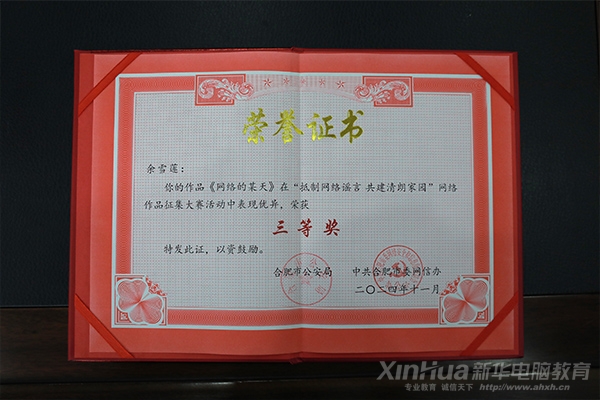 荣誉证书
余雪莲：
你的作品《网络的某天》在“抵制网络谣言 共建清朗家园”网络
作品征集大赛活动中表现优异，荣获
三等奖
特发此证，以资鼓励。
合肥市公安局 中共合肥市委网信办
二〇二四年十一月
XinHua 新华电脑教育
专业教育 诚信天下 http://www.ahxh.cn